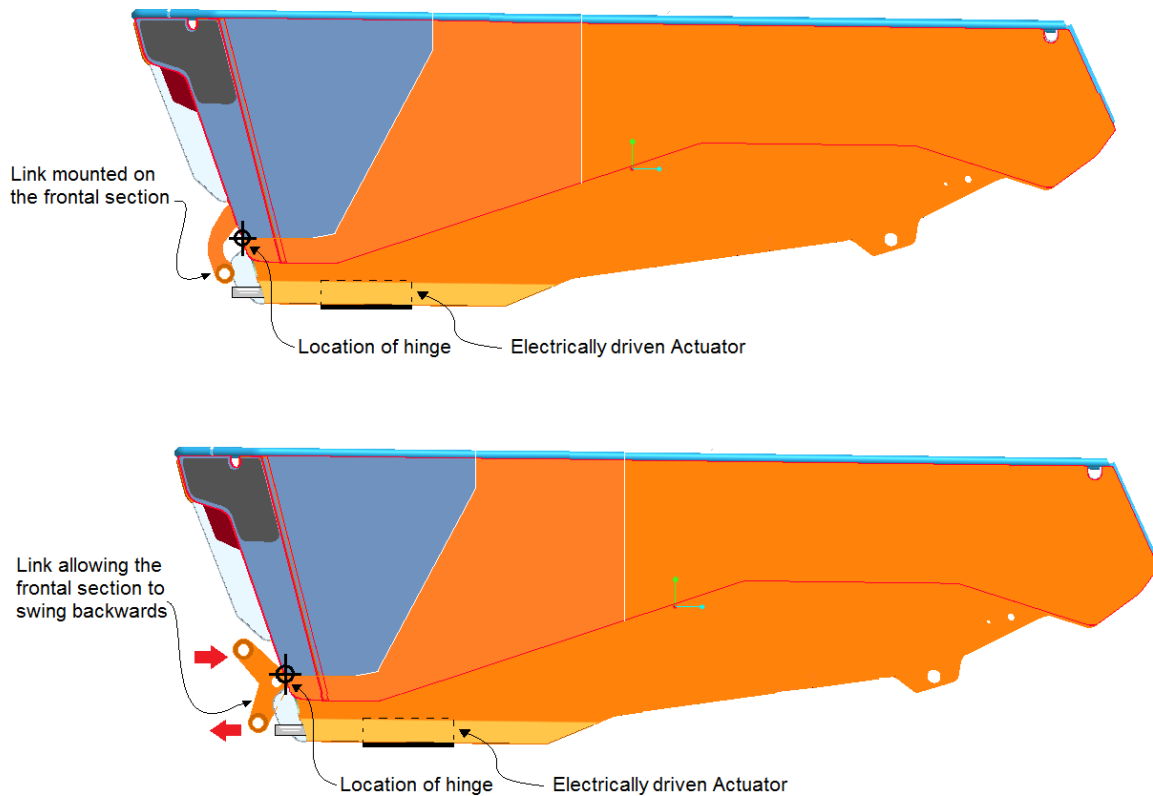 Link mounted on
the frontal section
Location of hinge
Electrically driven Actuator
Link allowing the
frontal section to
swing backwards
Location of hinge
Electrically driven Actuator